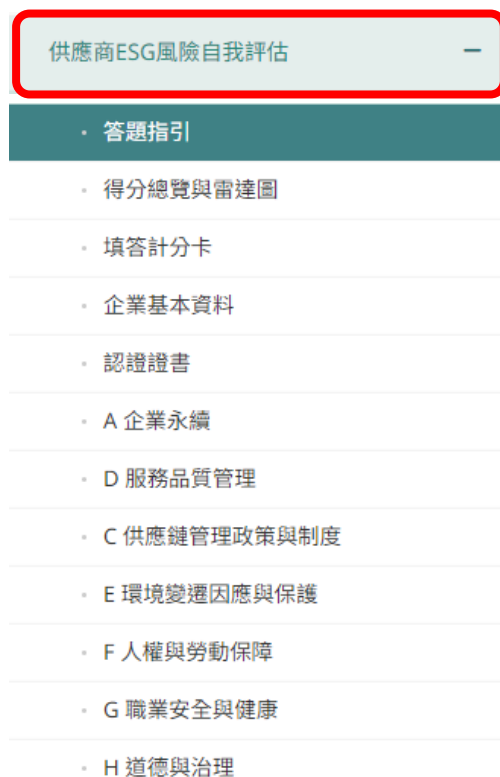 供應商ESG風險自我評估 −
· 答題指引
· 得分總覽與雷達圖
· 填答計分卡
· 企業基本資料
· 認證證書
· A 企業永續
· D 服務品質管理
· C 供應鏈管理政策與制度
· E 環境變遷因應與保護
· F 人權與勞動保障
· G 職業安全與健康
· H 道德與治理